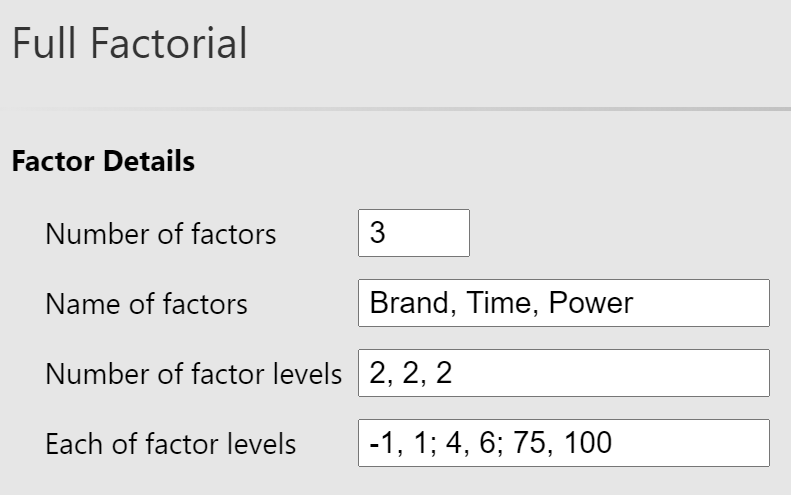 Full Factorial
Factor Details
Number of factors 3
Name of factors Brand, Time, Power
Number of factor levels 2, 2, 2
Each of factor levels -1, 1; 4, 6; 75, 100